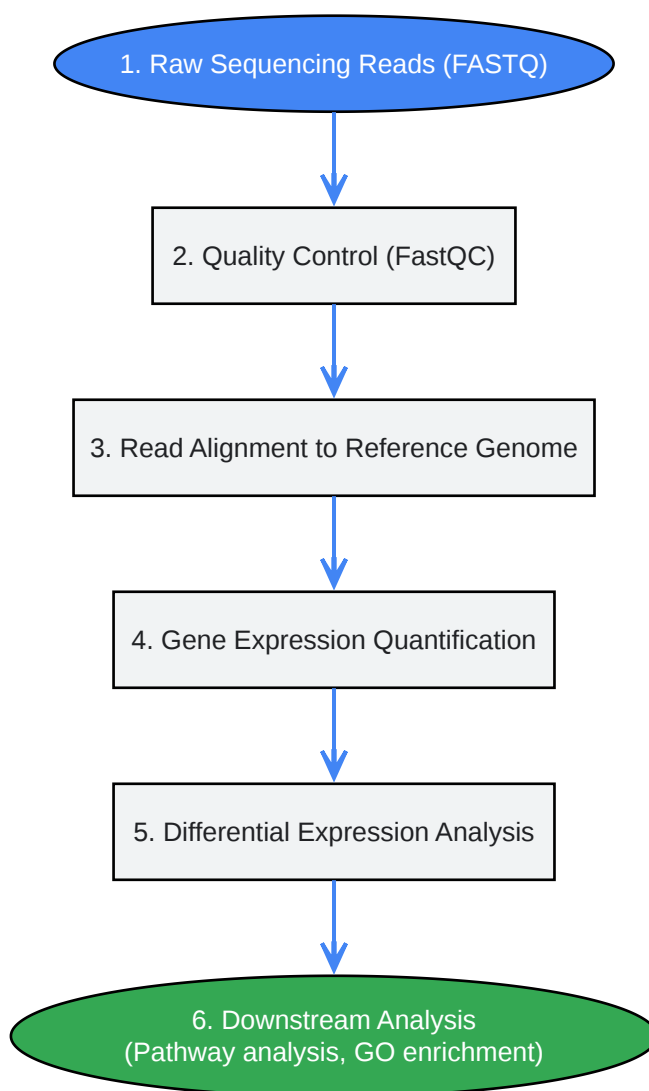 1. Raw Sequencing Reads (FASTQ)
2. Quality Control (FastQC)
3. Read Alignment to Reference Genome
4. Gene Expression Quantification
5. Differential Expression Analysis
6. Downstream Analysis
(Pathway analysis, GO enrichment)